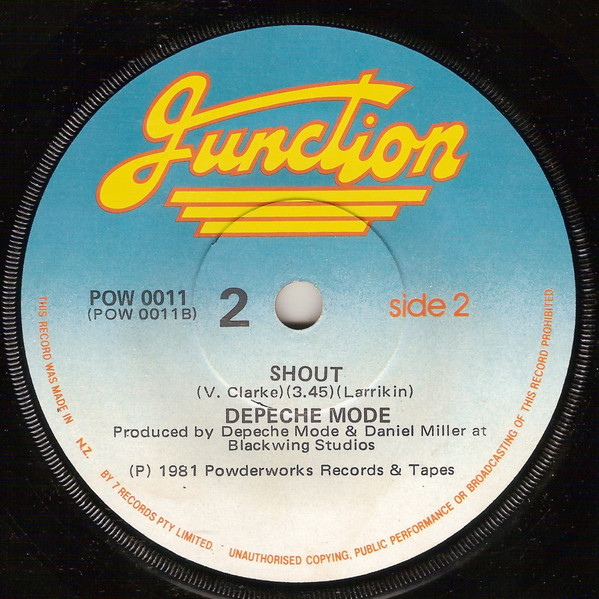 Junction
POW 0011
(POW 0011B)
2
side 2
SHOUT
(V. Clarke)(3.45)(Larrikin)
DEPECHE MODE
Produced by Depeche Mode & Daniel Miller at
Blackwing Studios
(P) 1981 Powderworks Records & Tapes
THIS RECORD WAS MADE IN N.Z. BY 7 RECORDS PTY LIMITED. UNAUTHORISED COPYING, PUBLIC PERFORMANCE OR BROADCASTING OF THIS RECORD PROHIBITED.